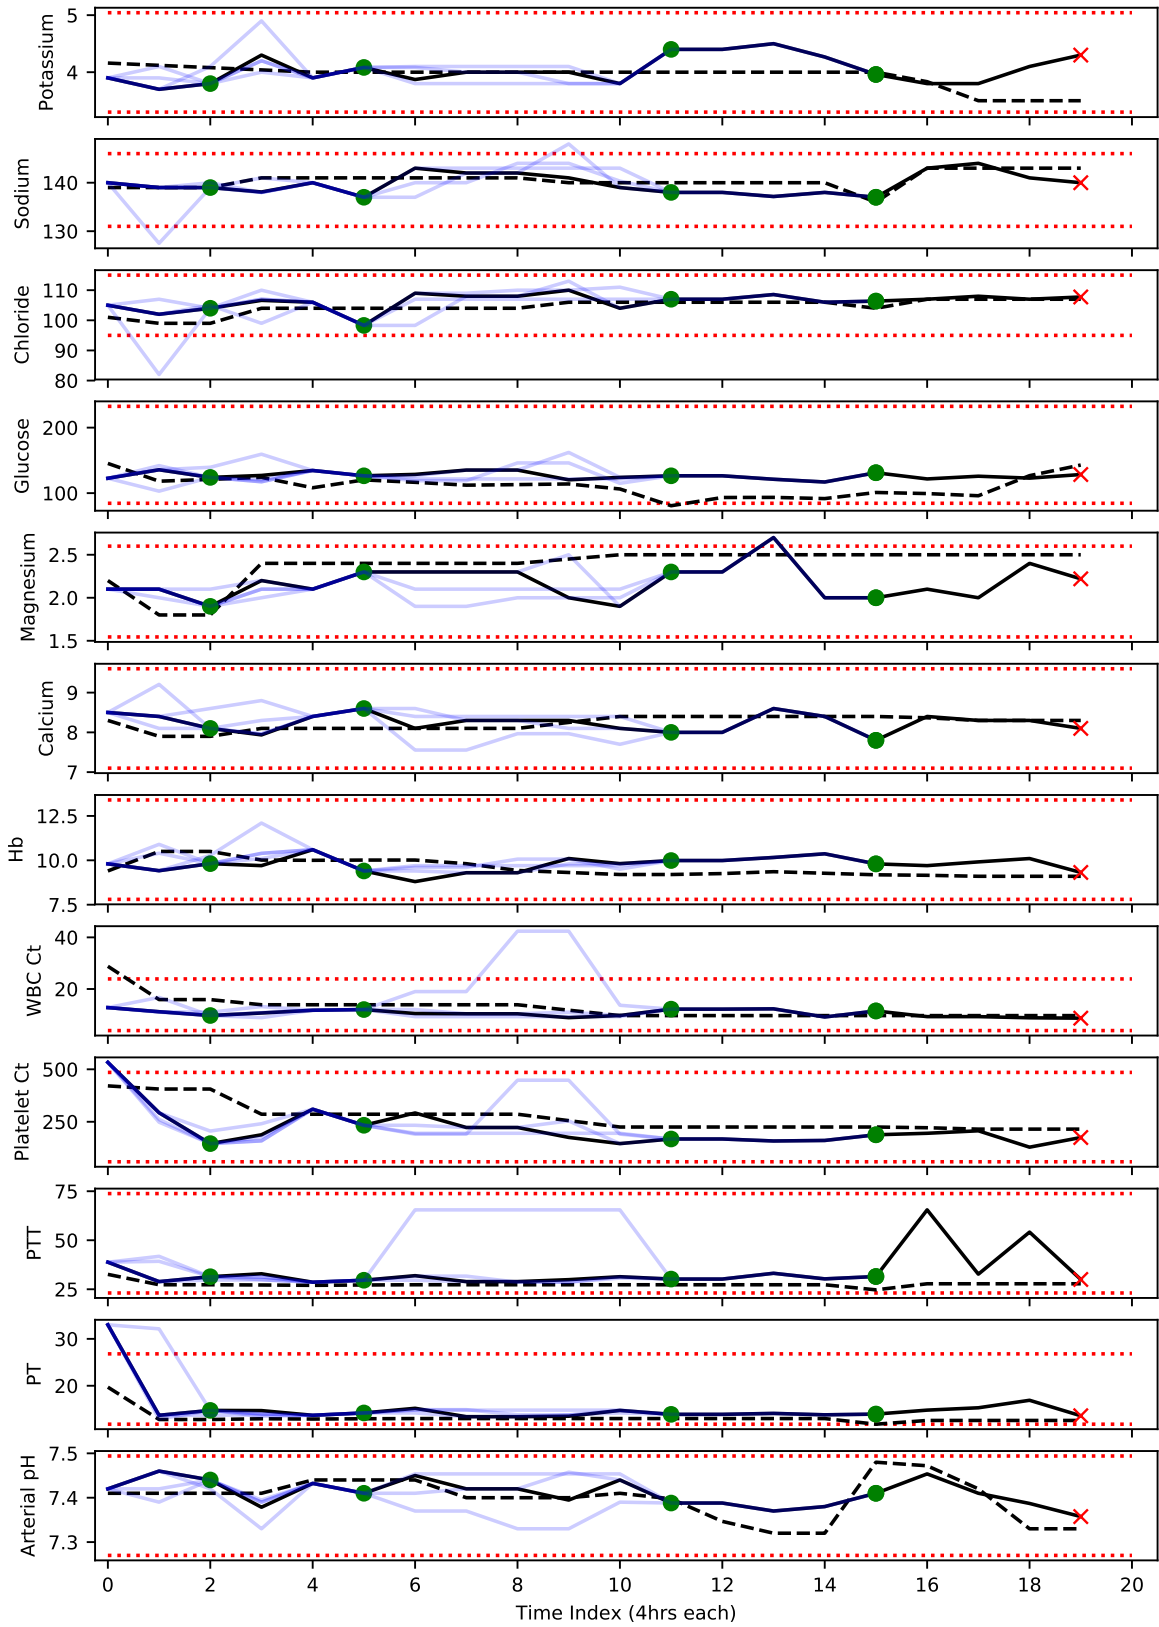 Potassium
5
4
Sodium
140
130
Chloride
110
100
90
80
Glucose
200
100
Magnesium
2.5
2.0
1.5
Calcium
9
8
7
Hb
12.5
10.0
7.5
WBC Ct
40
20
Platelet Ct
500
250
PTT
75
50
25
PT
30
20
Arterial pH
7.5
7.4
7.3
0 2 4 6 8 10 12 14 16 18 20
Time Index (4hrs each)